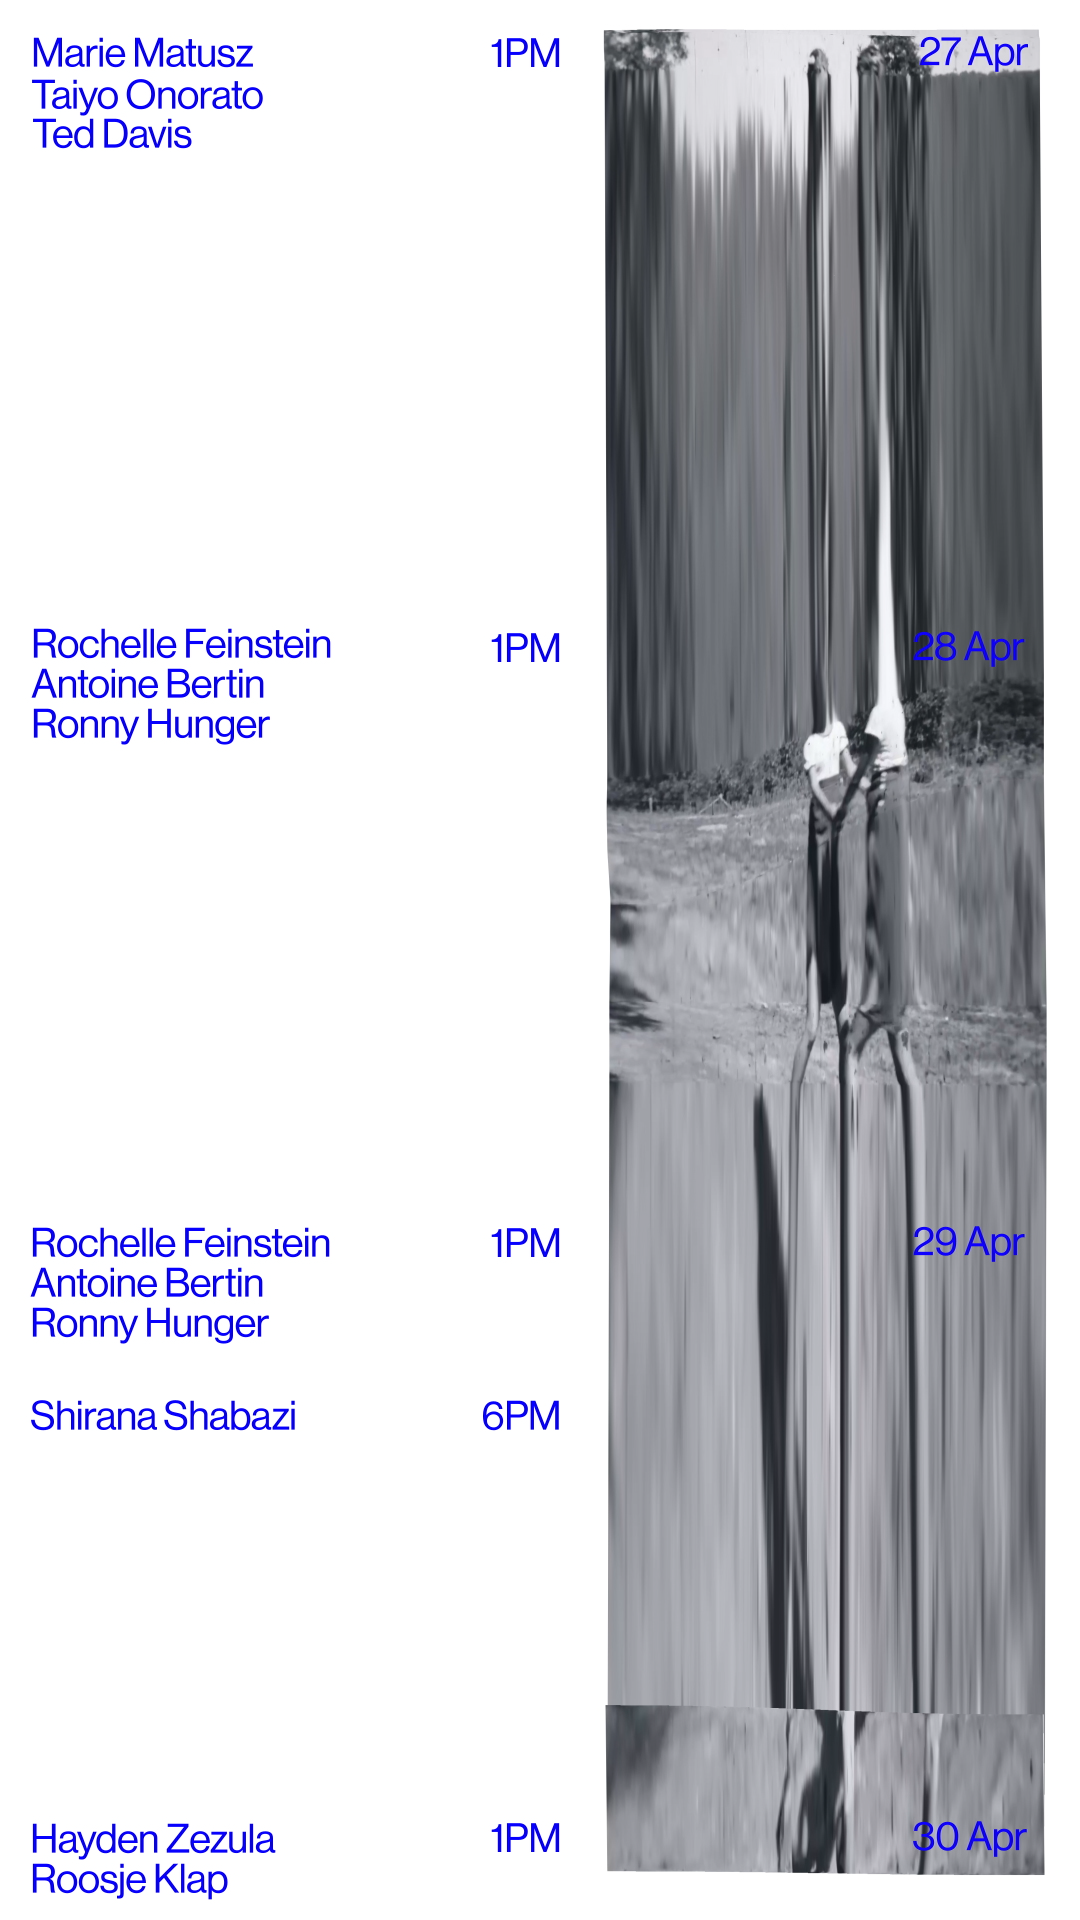 Marie Matusz 1PM 27 Apr
Taiyo Onorato
Ted Davis
Rochelle Feinstein 1PM 28 Apr
Antoine Bertin
Ronny Hunger
Rochelle Feinstein 1PM 29 Apr
Antoine Bertin
Ronny Hunger
Shirana Shabazi 6PM
Hayden Zezula 1PM 30 Apr
Roosje Klap